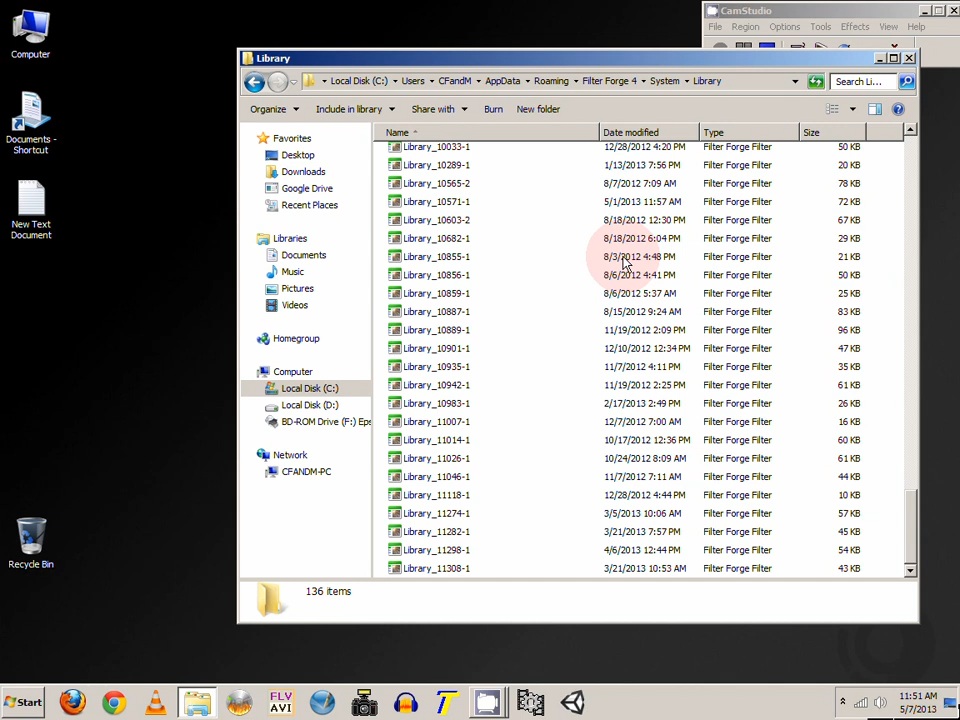 Computer
Documents - Shortcut
New Text Document
Recycle Bin
CamStudio
File Region Options Tools Effects View Help
Library
Local Disk (C:) Users CFandM AppData Roaming Filter Forge 4 System Library
Search Li...
Organize Include in library Share with Burn New folder
Favorites
Desktop
Downloads
Google Drive
Recent Places
Libraries
Documents
Music
Pictures
Videos
Homegroup
Computer
Local Disk (C:)
Local Disk (D:)
BD-ROM Drive (F:) Eps
Network
CFANDM-PC
Name Date modified Type Size
Library_10033-1 12/28/2012 4:20 PM Filter Forge Filter 50 KB
Library_10289-1 1/13/2013 7:56 PM Filter Forge Filter 20 KB
Library_10565-2 8/7/2012 7:09 AM Filter Forge Filter 78 KB
Library_10571-1 5/1/2013 11:57 AM Filter Forge Filter 72 KB
Library_10603-2 8/18/2012 12:30 PM Filter Forge Filter 67 KB
Library_10682-1 8/18/2012 6:04 PM Filter Forge Filter 29 KB
Library_10855-1 8/3/2012 4:48 PM Filter Forge Filter 21 KB
Library_10856-1 8/6/2012 4:41 PM Filter Forge Filter 50 KB
Library_10859-1 8/6/2012 5:37 AM Filter Forge Filter 25 KB
Library_10887-1 8/15/2012 9:24 AM Filter Forge Filter 83 KB
Library_10889-1 11/19/2012 2:09 PM Filter Forge Filter 96 KB
Library_10901-1 12/10/2012 12:34 PM Filter Forge Filter 47 KB
Library_10935-1 11/7/2012 4:11 PM Filter Forge Filter 35 KB
Library_10942-1 11/19/2012 2:25 PM Filter Forge Filter 61 KB
Library_10983-1 2/17/2013 2:49 PM Filter Forge Filter 26 KB
Library_11007-1 12/7/2012 7:00 AM Filter Forge Filter 16 KB
Library_11014-1 10/17/2012 12:36 PM Filter Forge Filter 60 KB
Library_11026-1 10/24/2012 8:09 AM Filter Forge Filter 61 KB
Library_11046-1 11/7/2012 7:11 AM Filter Forge Filter 44 KB
Library_11118-1 12/28/2012 4:44 PM Filter Forge Filter 10 KB
Library_11274-1 3/5/2013 10:06 AM Filter Forge Filter 57 KB
Library_11282-1 3/21/2013 7:57 PM Filter Forge Filter 45 KB
Library_11298-1 4/6/2013 12:44 PM Filter Forge Filter 54 KB
Library_11308-1 3/21/2013 10:53 AM Filter Forge Filter 43 KB
136 items
Start
FLV
AVI
11:51 AM
5/7/2013